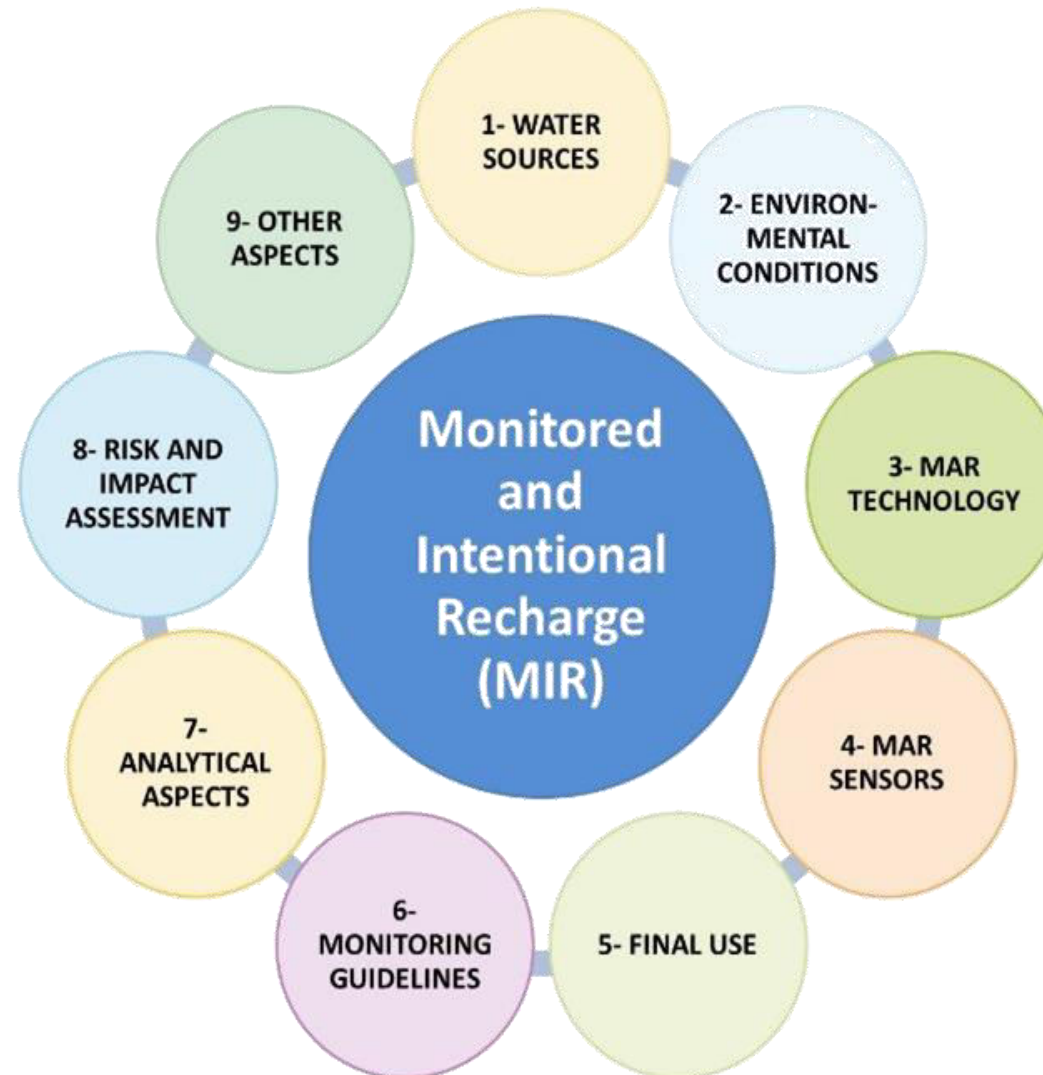 1- WATER
SOURCES
2- ENVIRON-
MENTAL
CONDITIONS
3- MAR
TECHNOLOGY
4- MAR
SENSORS
5- FINAL USE
6-
MONITORING
GUIDELINES
7-
ANALYTICAL
ASPECTS
8- RISK AND
IMPACT
ASSESSMENT
9- OTHER
ASPECTS
Monitored
and
Intentional
Recharge
(MIR)